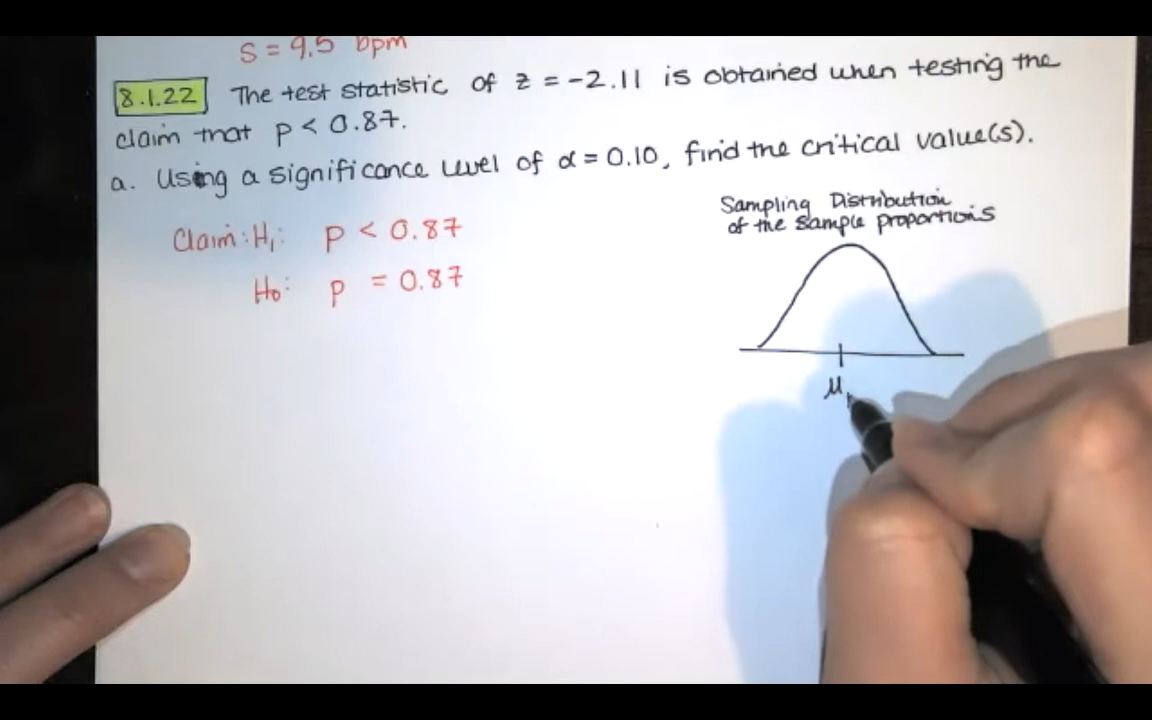 S = 9.5 bpm
8.1.22 The test statistic of z = -2.11 is obtained when testing the
claim that p < 0.87.
a. Using a significance level of α = 0.10, find the critical value(s).
Sampling Distribution
of the sample proportions
Claim: H₁: p < 0.87
H₀: p = 0.87
μ